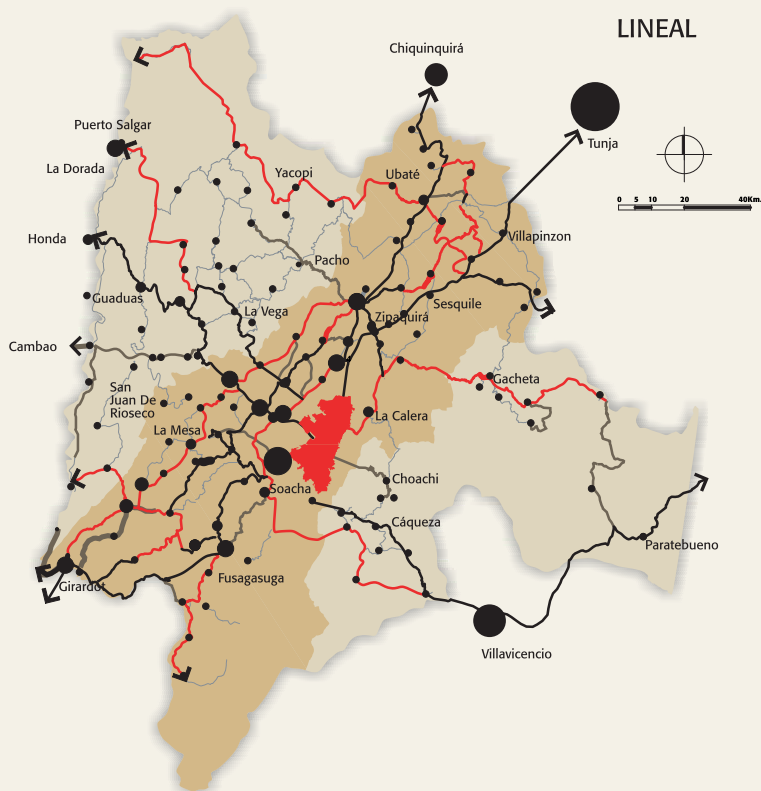 LINEAL
Chiquinquirá
Puerto Salgar
Tunja
La Dorada
Yacopi
Ubaté
0 5 10 20 40Km.
Honda
Villapinzon
Pacho
Guaduas
Sesquile
La Vega
Zipaquirá
Cambao
San
Juan De
Rioseco
Gacheta
La Calera
La Mesa
Choachi
Soacha
Cáqueza
Paratebueno
Girardot
Fusagasuga
Villavicencio